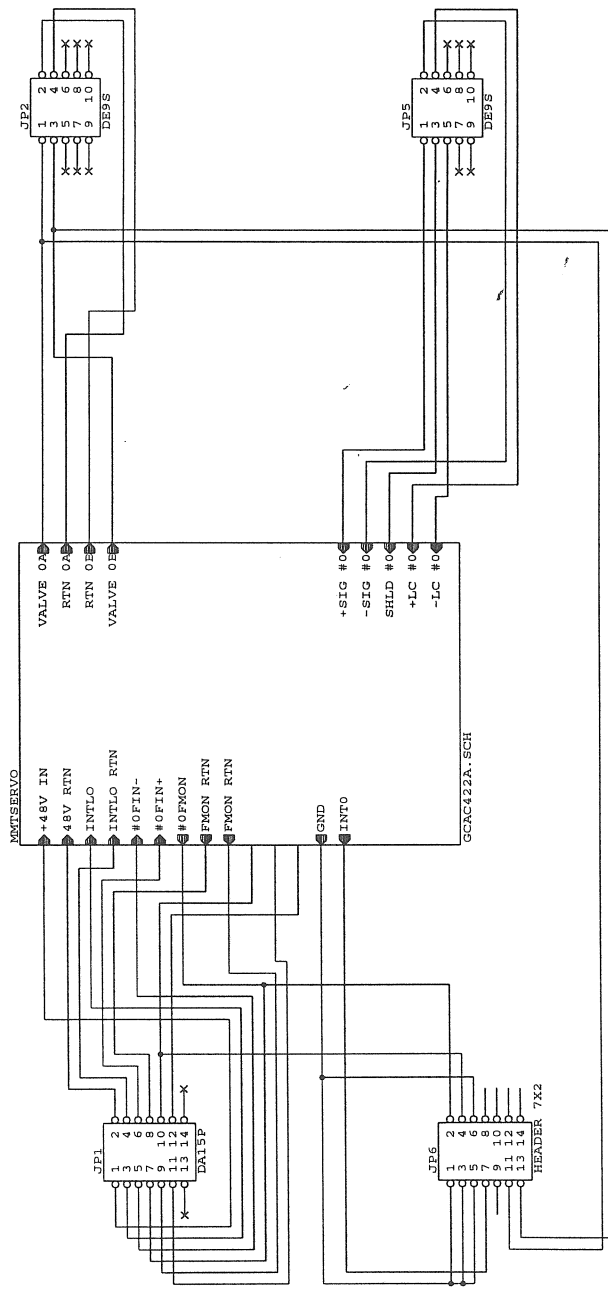 JP2
1 2
3 4
5 6
7 8
9 10
DE9S
JP5
1 2
3 4
5 6
7 8
9 10
DE9S
MMTSERVO
+48V IN
48V RTN
INTLO
INTLO RTN
#0FIN-
#0FIN+
#0FMON
FMON RTN
FMON RTN
GND
INT0
VALVE 0A
RTN 0A
RTN 0B
VALVE 0B
+SIG #0
-SIG #0
SHLD #0
+LC #0
-LC #0
GCAC422A.SCH
JP1
1 2
3 4
5 6
7 8
9 10
11 12
13 14
DA15P
JP6
1 2
3 4
5 6
7 8
9 10
11 12
13 14
HEADER 7X2